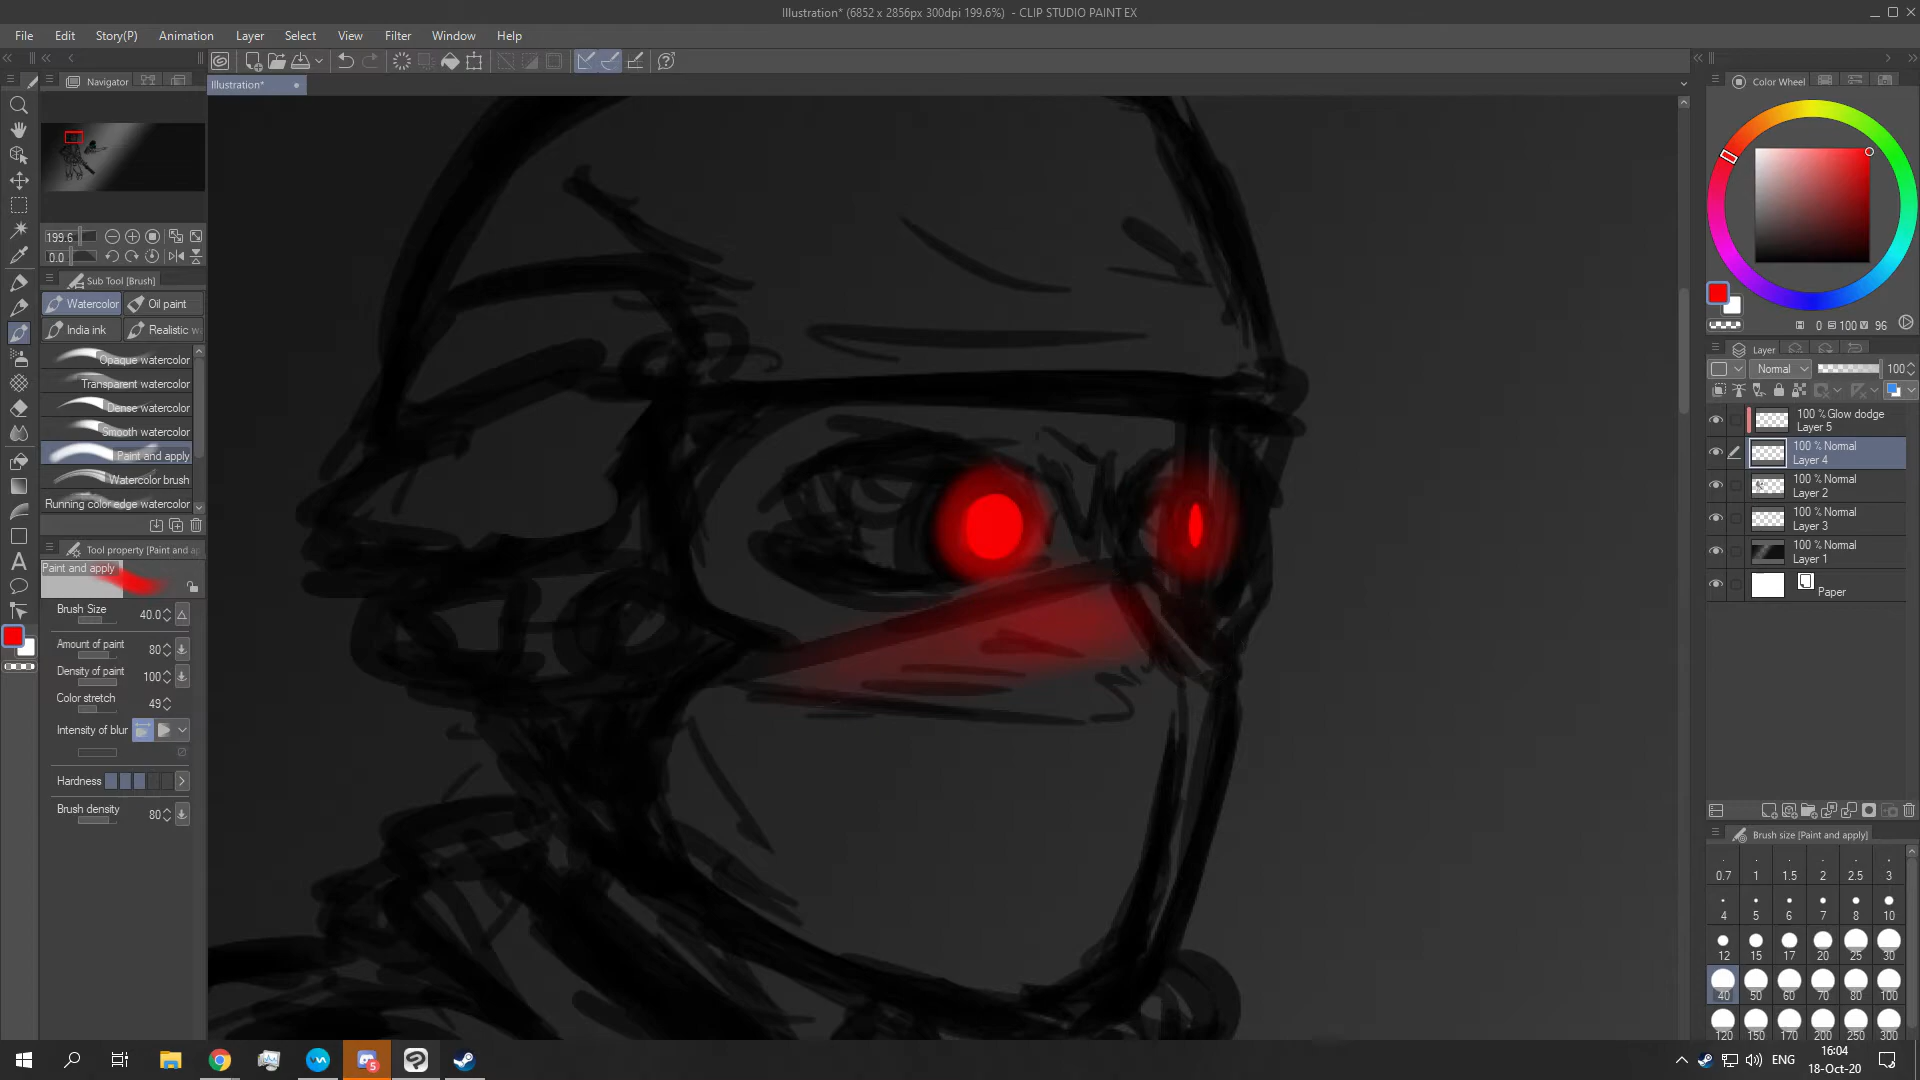 Illustration* (6852 x 2856px 300dpi 199.6%) - CLIP STUDIO PAINT EX
File Edit Story(P) Animation Layer Select View Filter Window Help
Illustration*
Navigator
199.6
0.0
Sub Tool [Brush]
Watercolor Oil paint
India ink Realistic w
Opaque watercolor
Transparent watercolor
Dense watercolor
Smooth watercolor
Paint and apply
Watercolor brush
Running color edge watercolor
Tool property [Paint and ap
Paint and apply
Brush Size 40.0
Amount of paint 80
Density of paint 100
Color stretch 49
Intensity of blur
Hardness
Brush density 80
Color Wheel
H 0 S 100 V 96
Layer
Normal 100
100 % Glow dodge
Layer 5
100 % Normal
Layer 4
100 % Normal
Layer 2
100 % Normal
Layer 3
100 % Normal
Layer 1
Paper
Brush size [Paint and apply]
0.7 1 1.5 2 2.5 3
4 5 6 7 8 10
12 15 17 20 25 30
40 50 60 70 80 100
120 150 170 200 250 300
A
5
ENG
16:04
18-Oct-20